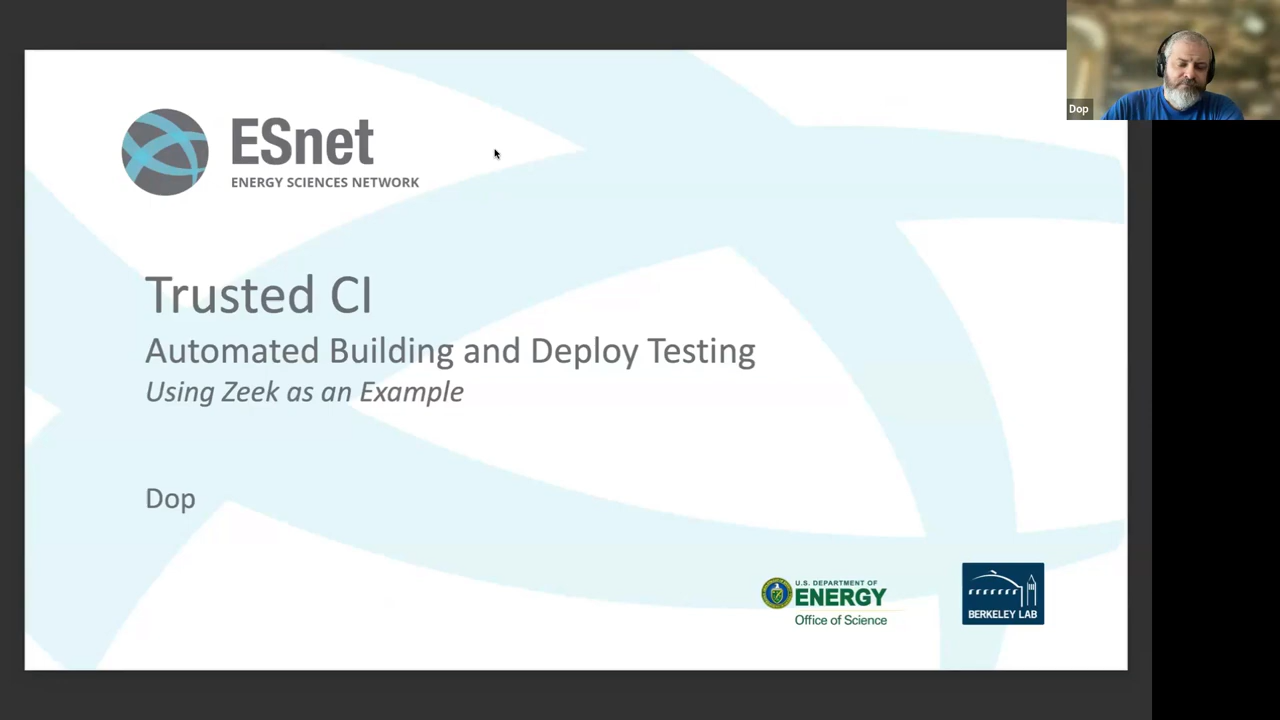 Dop
ESnet
ENERGY SCIENCES NETWORK
Trusted CI
Automated Building and Deploy Testing
Using Zeek as an Example
Dop
U.S. DEPARTMENT OF
ENERGY
Office of Science
BERKELEY LAB